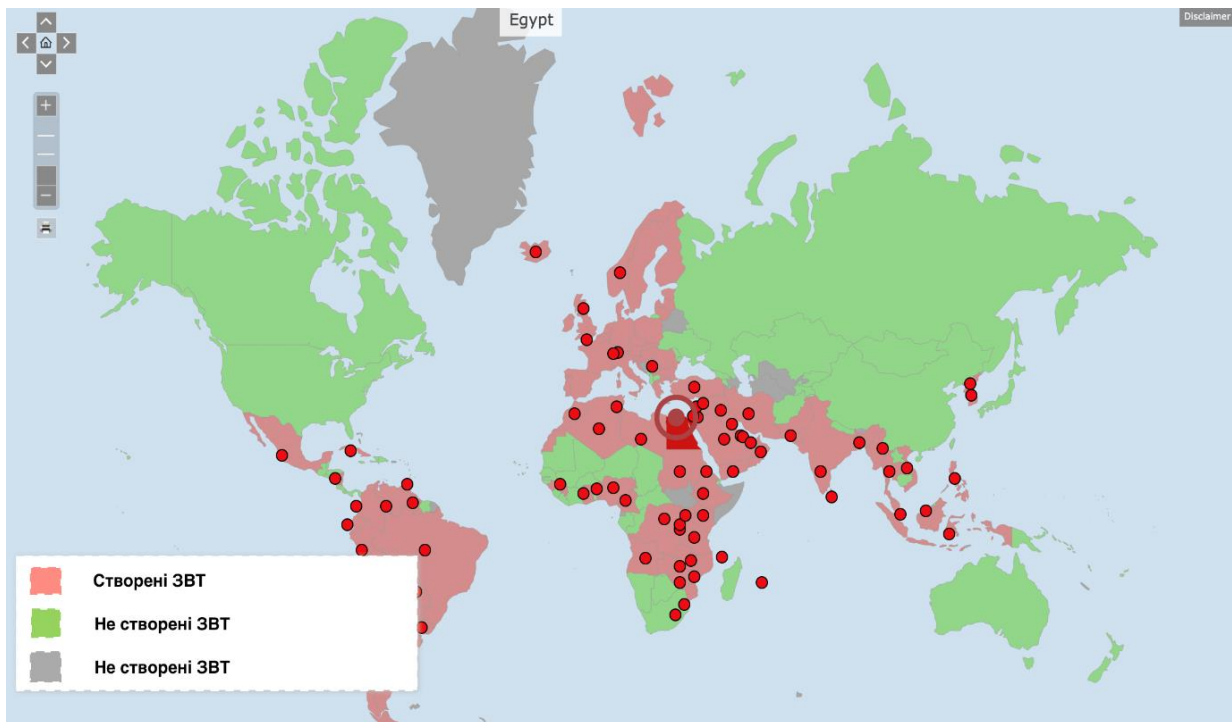 Egypt
Disclaimer
Створені ЗВТ
Не створені ЗВТ
Не створені ЗВТ